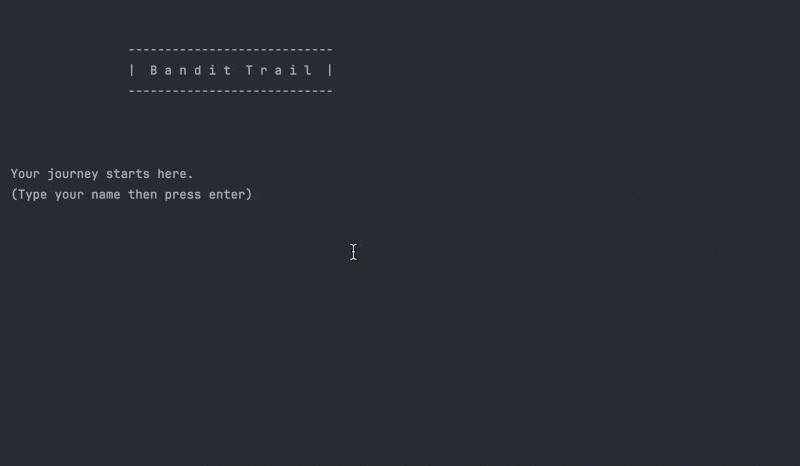 ----------------------------
| B a n d i t  T r a i l |
----------------------------
Your journey starts here.
(Type your name then press enter)